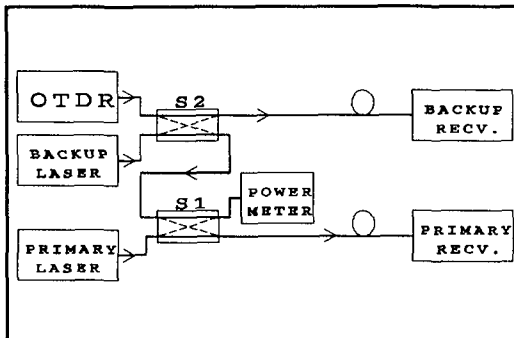 OTDR
S2
BACKUP
RECV.
BACKUP
LASER
S1
POWER
METER
PRIMARY
LASER
PRIMARY
RECV.